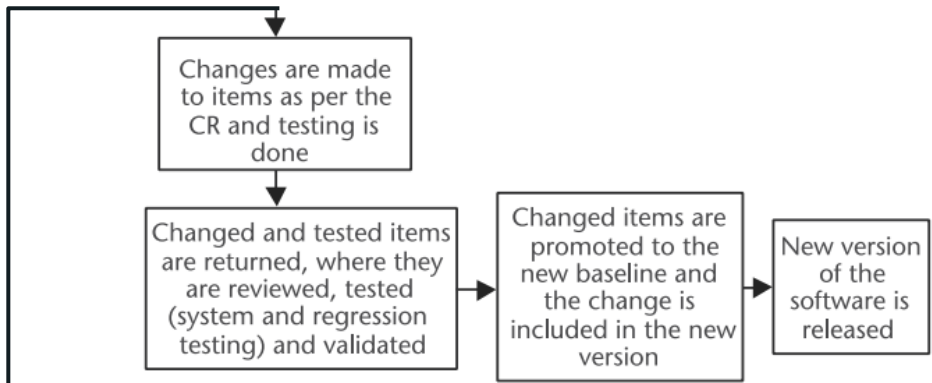 Changes are made
to items as per the
CR and testing is
done
Changed and tested items
are returned, where they
are reviewed, tested
(system and regression
testing) and validated
Changed items are
promoted to the
new baseline and
the change is
included in the new
version
New version
of the
software is
released